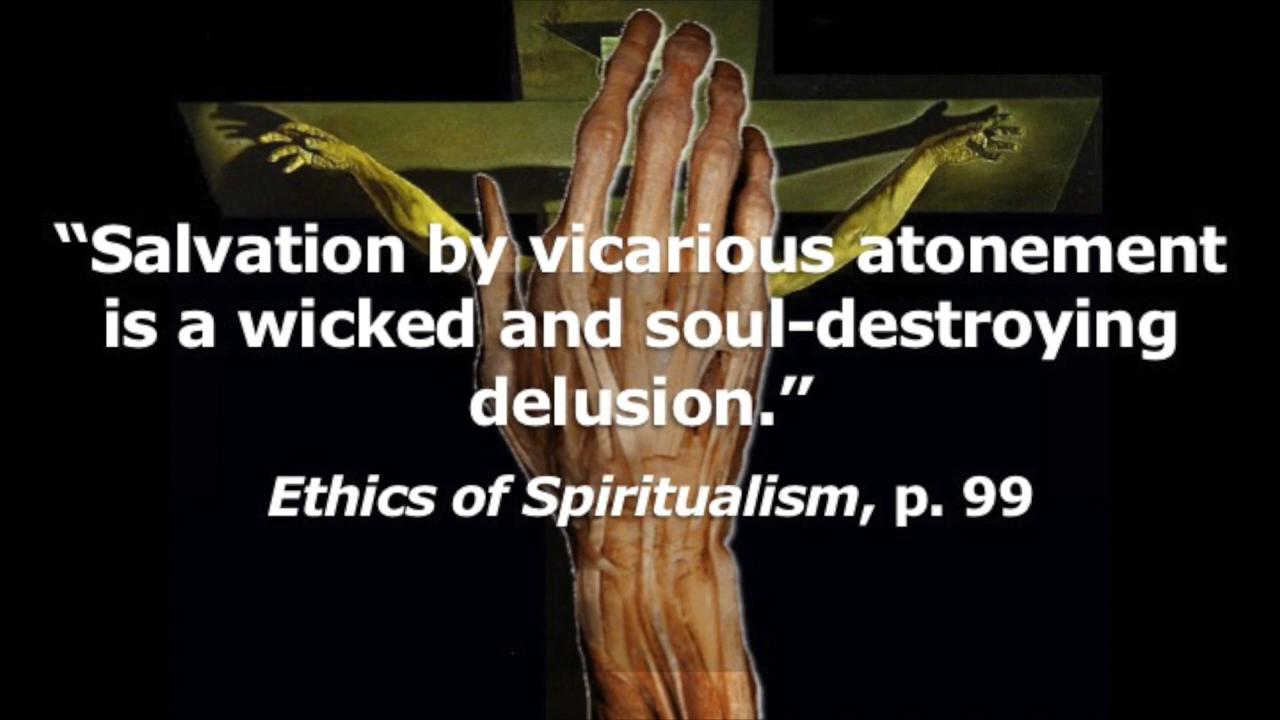 “Salvation by vicarious atonement
is a wicked and soul-destroying
delusion.”
Ethics of Spiritualism, p. 99